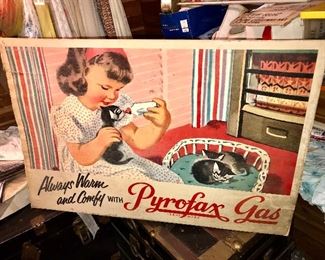 Always Warm
and Comfy WITH
Pyrofax Gas